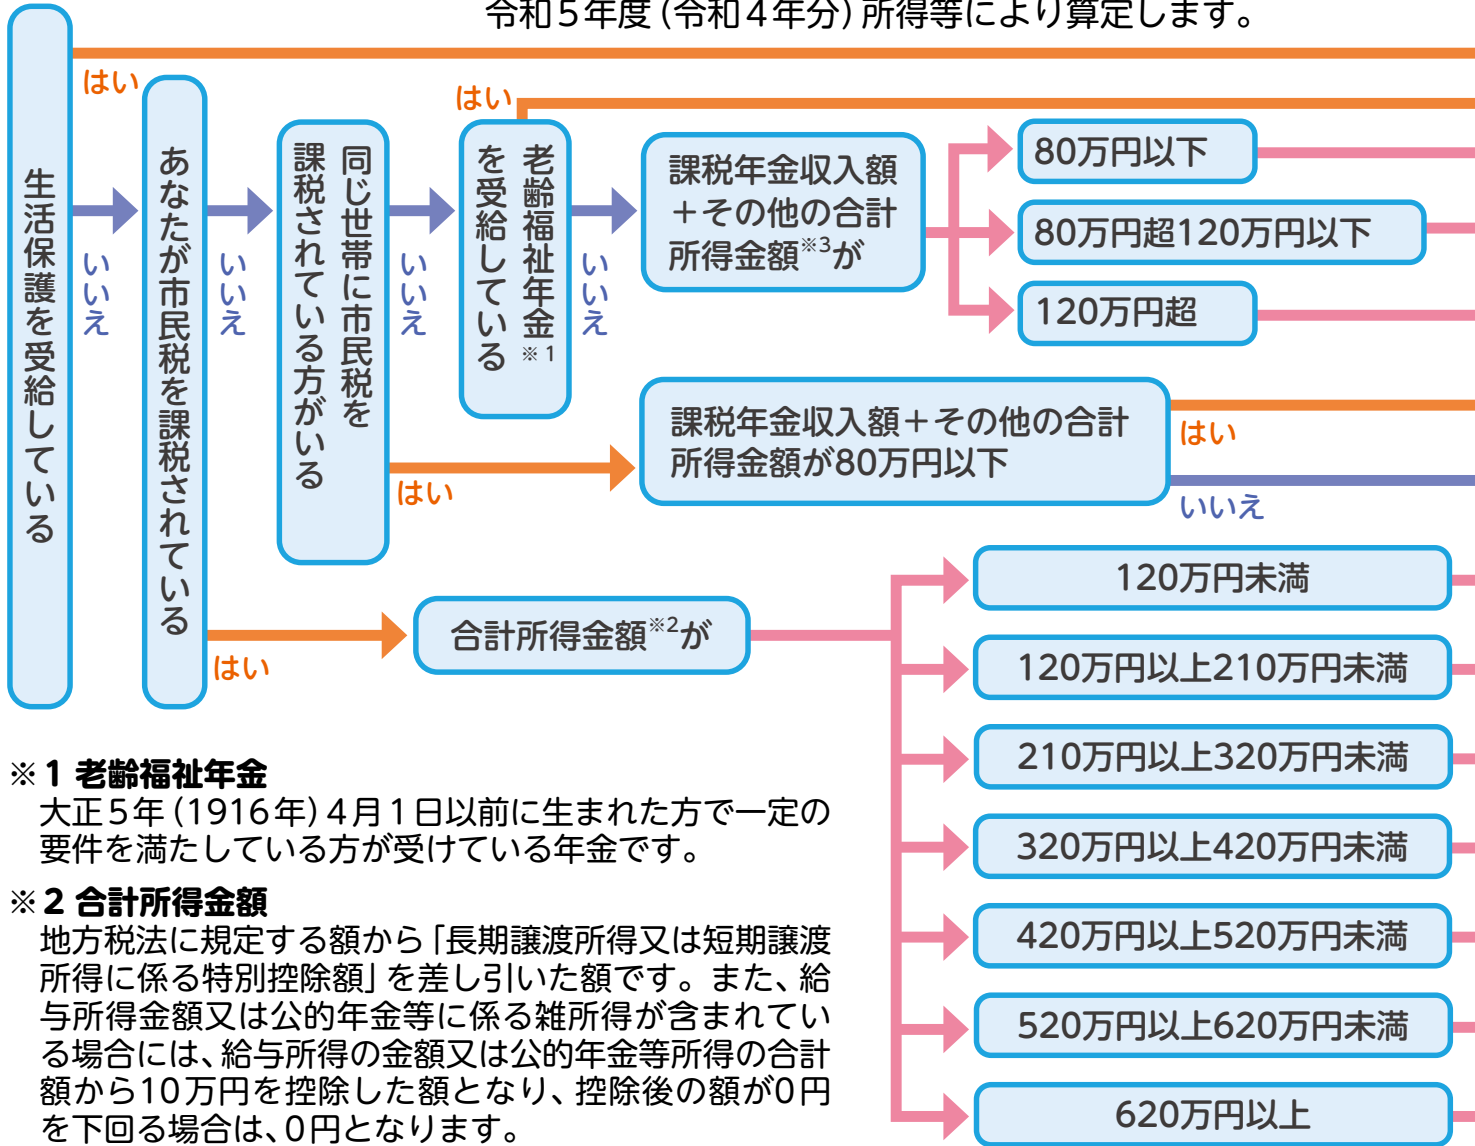 令和5年度(令和4年分)所得等により算定します。
生活保護を受給している
はい
いいえ
あなたが市民税を課税されている
いいえ
はい
同じ世帯に市民税を
課税されている方がいる
いいえ
はい
老齢福祉年金※1
を受給している
はい
いいえ
課税年金収入額
+その他の合計
所得金額※3が
80万円以下
80万円超120万円以下
120万円超
課税年金収入額+その他の合計
所得金額が80万円以下
はい
いいえ
合計所得金額※2が
120万円未満
120万円以上210万円未満
210万円以上320万円未満
320万円以上420万円未満
420万円以上520万円未満
520万円以上620万円未満
620万円以上
※1 老齢福祉年金
大正5年(1916年)4月1日以前に生まれた方で一定の
要件を満たしている方が受けている年金です。
※2 合計所得金額
地方税法に規定する額から「長期譲渡所得又は短期譲渡
所得に係る特別控除額」を差し引いた額です。また、給
与所得金額又は公的年金等に係る雑所得が含まれてい
る場合には、給与所得の金額又は公的年金等所得の合計
額から10万円を控除した額となり、控除後の額が0円
を下回る場合は、0円となります。